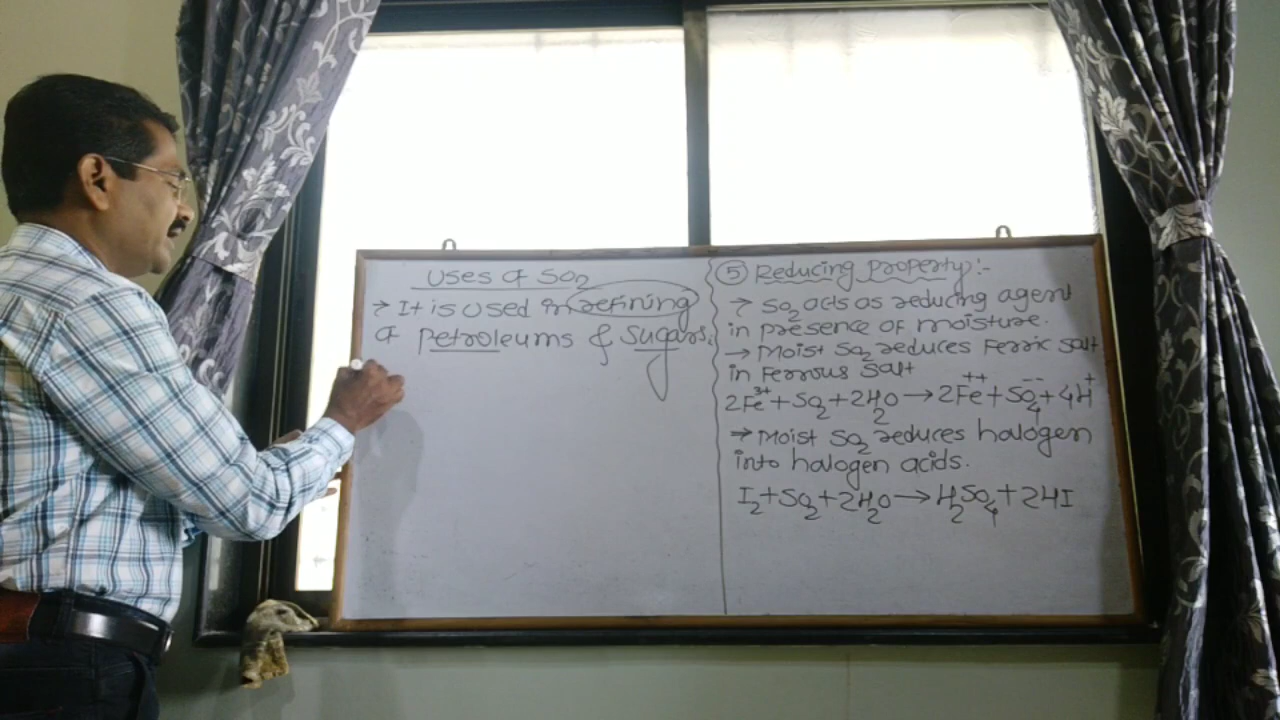 Uses of SO₂
→ It is used in refining
of Petroleums & Sugars.
⑤ Reducing property:-
→ SO₂ acts as reducing agent
in presence of moisture.
→ Moist SO₂ reduces Ferric salt
in Ferrous salt
2Fe³⁺ + SO₂ + 2H₂O → 2Fe⁺⁺ + SO₄⁻⁻ + 4H⁺
→ Moist SO₂ reduces halogen
into halogen acids.
I₂ + SO₂ + 2H₂O → H₂SO₄ + 2HI